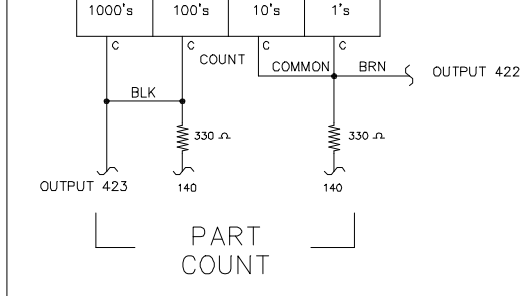 1000's 100's 10's 1's
C C C C
COUNT COMMON BRN OUTPUT 422
BLK
330 Ω 330 Ω
OUTPUT 423 140 140
PART
COUNT